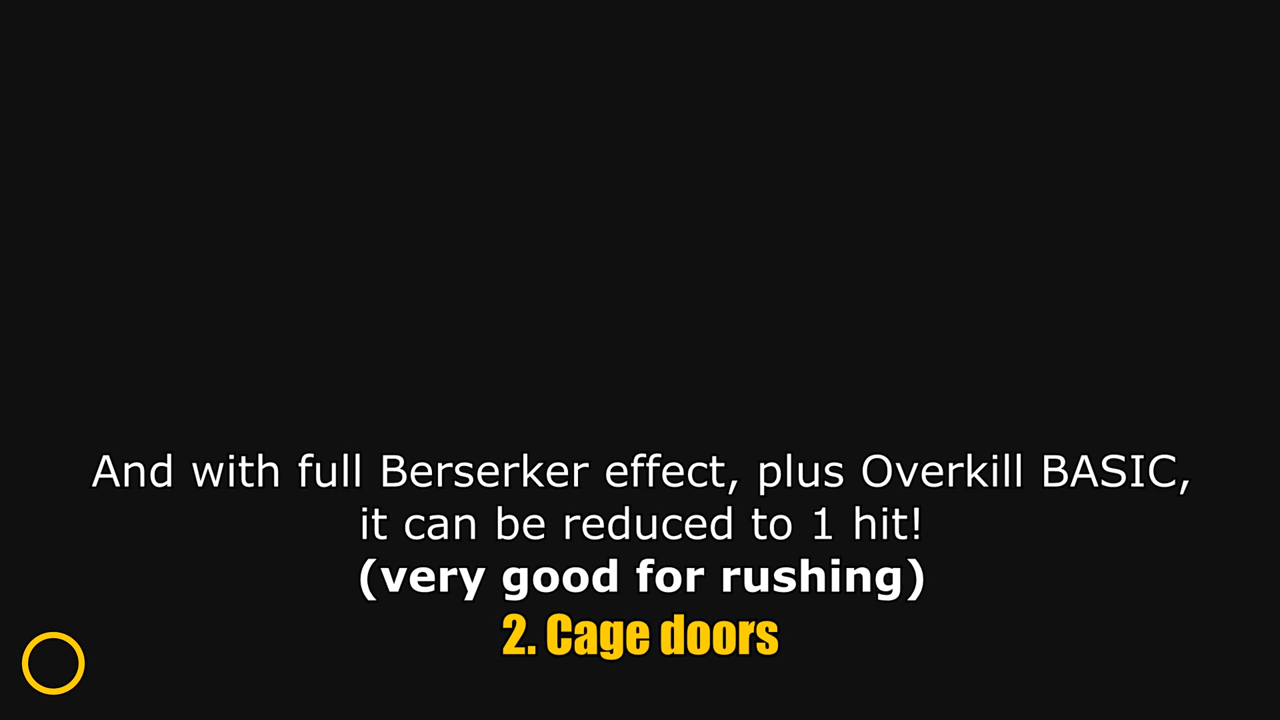 And with full Berserker effect, plus Overkill BASIC,
it can be reduced to 1 hit!
(very good for rushing)
2. Cage doors